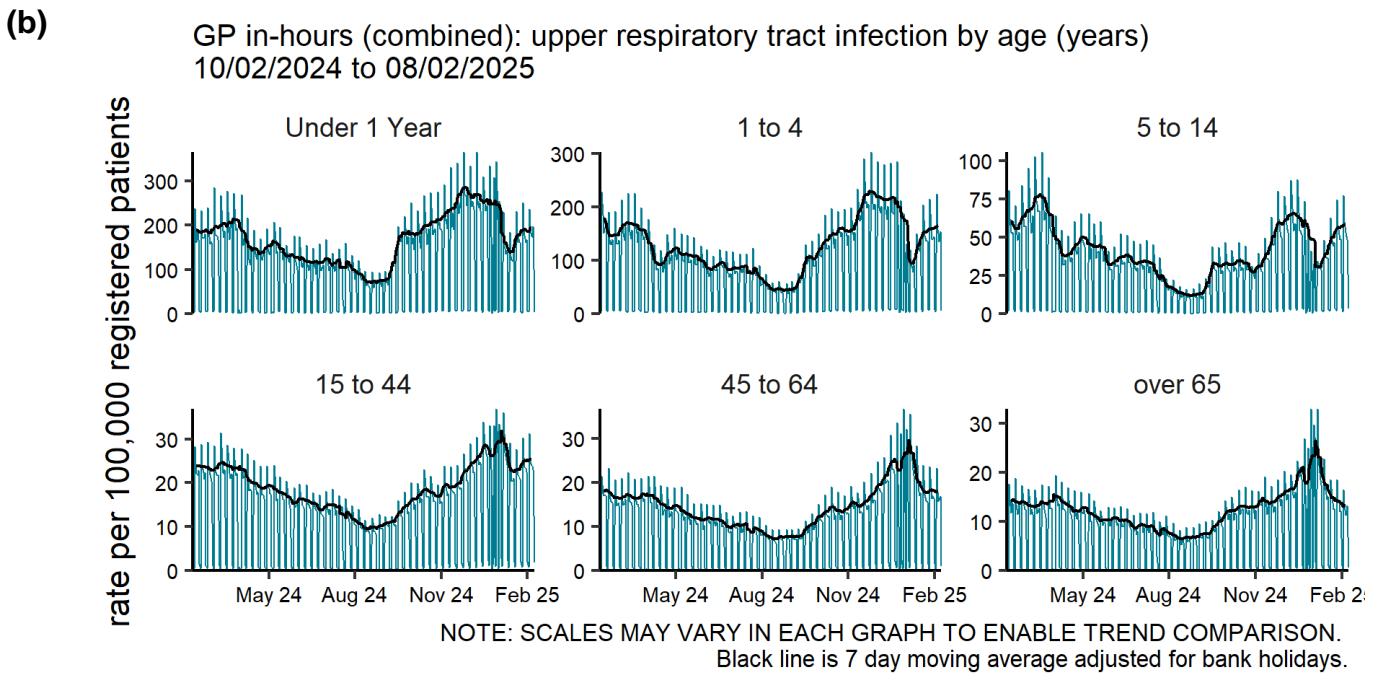 (b)
GP in-hours (combined): upper respiratory tract infection by age (years)
10/02/2024 to 08/02/2025
rate per 100,000 registered patients
Under 1 Year
1 to 4
5 to 14
300
200
100
0
300
200
100
0
100
75
50
25
0
15 to 44
45 to 64
over 65
30
20
10
0
30
20
10
0
30
20
10
0
May 24 Aug 24 Nov 24 Feb 25
May 24 Aug 24 Nov 24 Feb 25
May 24 Aug 24 Nov 24 Feb 2
NOTE: SCALES MAY VARY IN EACH GRAPH TO ENABLE TREND COMPARISON.
Black line is 7 day moving average adjusted for bank holidays.